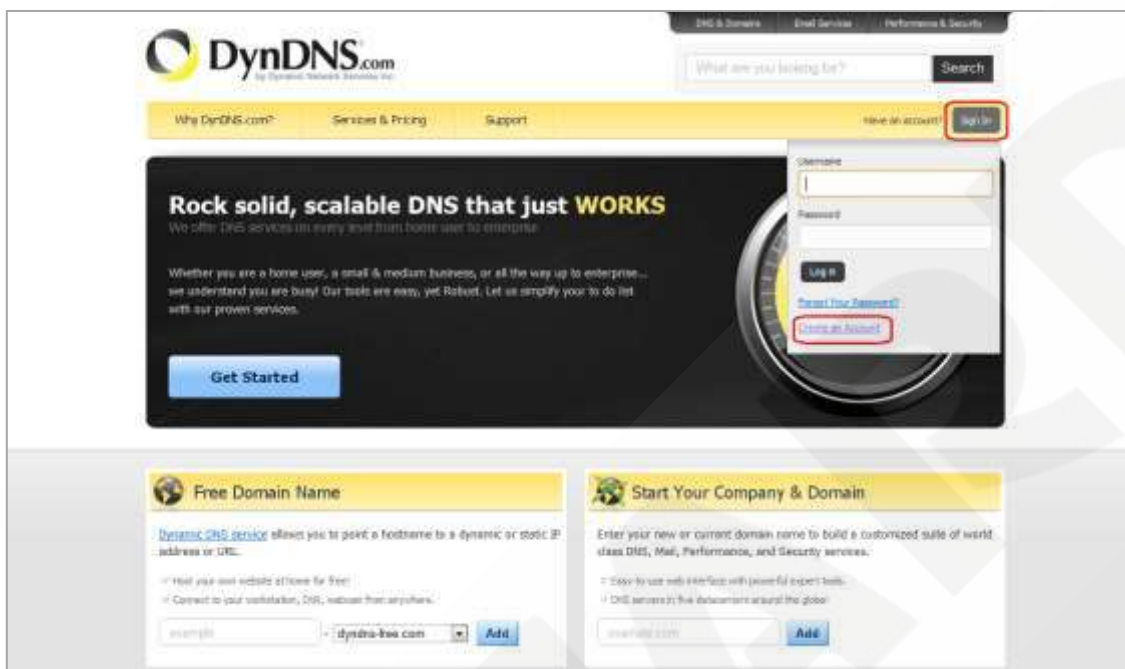 DNS & Domains Email Services Performance & Security
DynDNS.com
by Dynamic Network Services Inc.
What are you looking for? Search
Why DynDNS.com? Services & Pricing Support Have an account? Sign In
Username
Rock solid, scalable DNS that just WORKS
We offer DNS services on every level from home user to enterprise
Password
Whether you are a home user, a small & medium business, or all the way up to enterprise...
we understand you are busy! Our tools are easy, yet Robust. Let us simplify your to do list
with our proven services.
Log in
Forgot Your Password?
Create an Account
Get Started
Free Domain Name
Start Your Company & Domain
Dynamic DNS service allows you to point a hostname to a dynamic or static IP
address or URL.
Enter your new or current domain name to build a customized suite of world
class DNS, Mail, Performance, and Security services.
Host your own website at home for free!
Connect to your workstation, DVR, webcam from anywhere.
Easy to use web interface with powerful expert tools.
DNS servers in five datacenters around the globe
example . dyndns-free.com Add
example.com Add